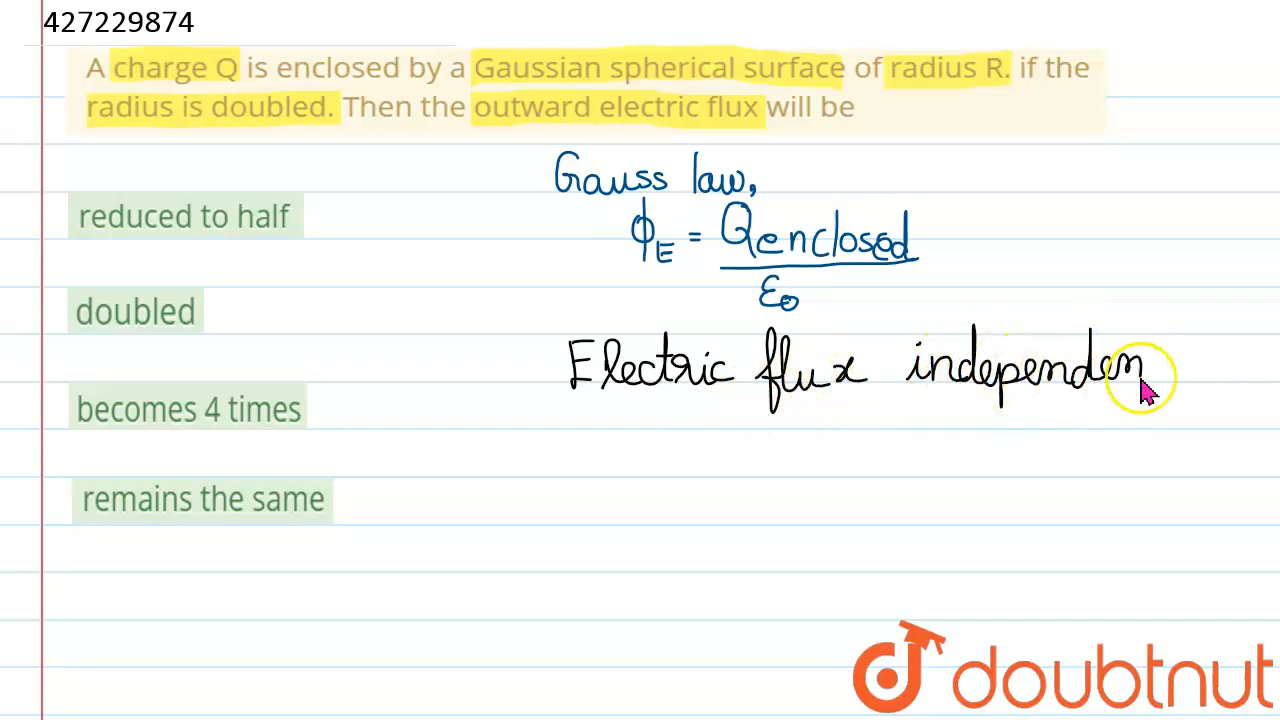 427229874
A charge Q is enclosed by a Gaussian spherical surface of radius R. if the
radius is doubled. Then the outward electric flux will be
Gauss law,
ϕE = Qenclosed
ε0
reduced to half
doubled
Electric flux independen
becomes 4 times
remains the same
doubtnut